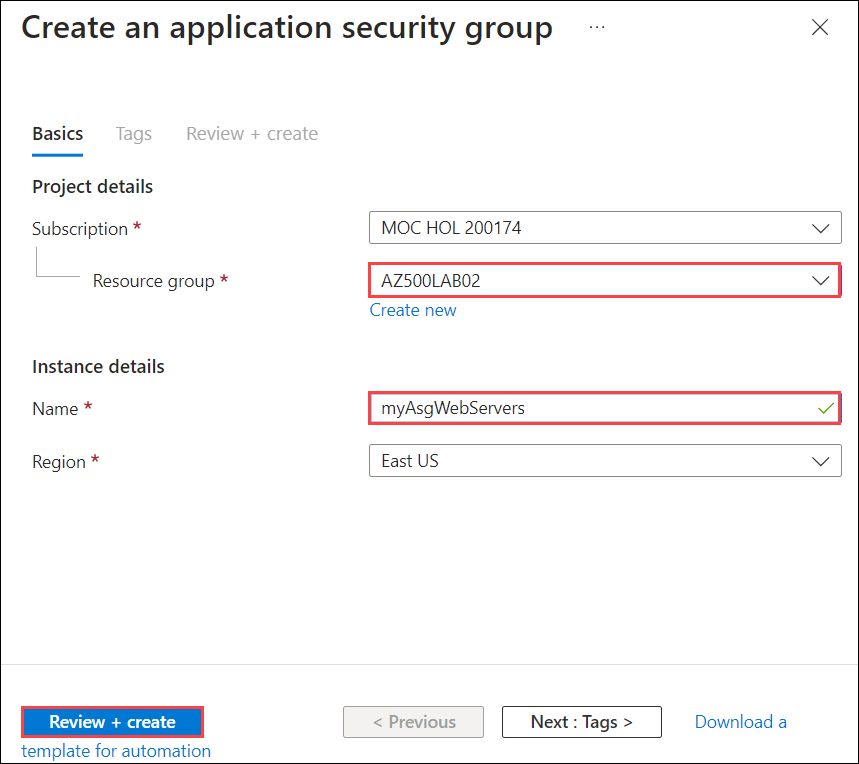 Create an application security group ...
Basics Tags Review + create
Project details
Subscription * MOC HOL 200174
Resource group * AZ500LAB02
Create new
Instance details
Name * myAsgWebServers
Region * East US
Review + create < Previous Next : Tags > Download a
template for automation